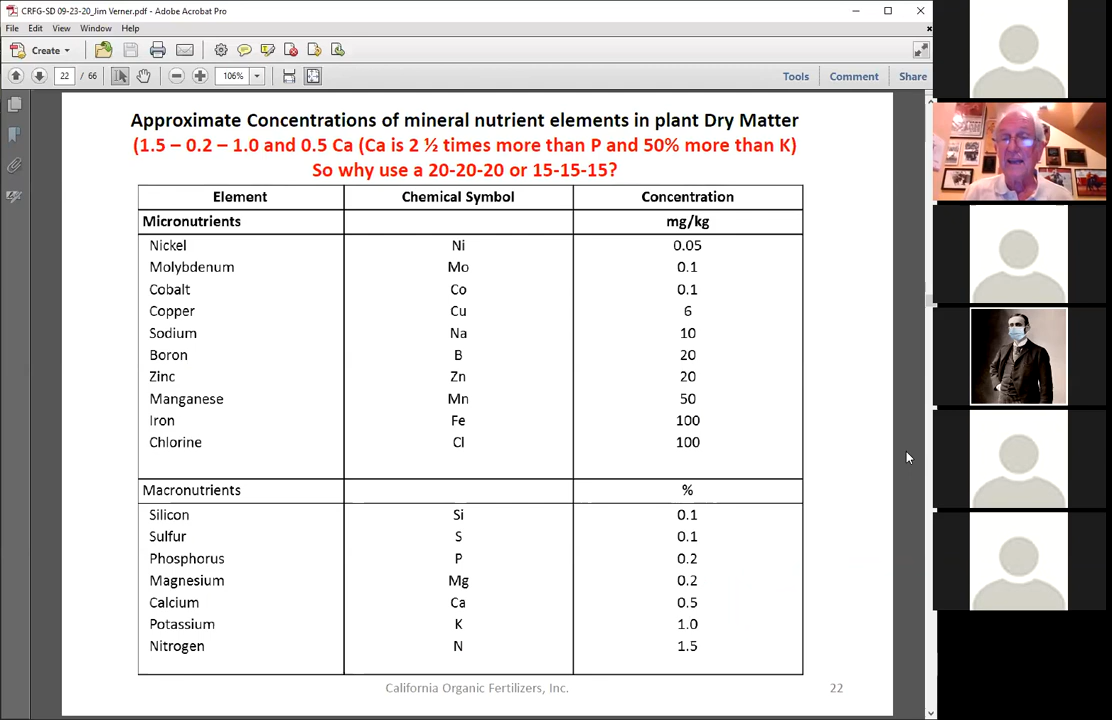 CRFG-SD 09-23-20_Jim Verner.pdf - Adobe Acrobat Pro
File Edit View Window Help
Create
22 / 66 106% Tools Comment Share
Approximate Concentrations of mineral nutrient elements in plant Dry Matter
(1.5 – 0.2 – 1.0 and 0.5 Ca (Ca is 2 ½ times more than P and 50% more than K)
So why use a 20-20-20 or 15-15-15?
Element Chemical Symbol Concentration
Micronutrients mg/kg
Nickel Ni 0.05
Molybdenum Mo 0.1
Cobalt Co 0.1
Copper Cu 6
Sodium Na 10
Boron B 20
Zinc Zn 20
Manganese Mn 50
Iron Fe 100
Chlorine Cl 100
Macronutrients %
Silicon Si 0.1
Sulfur S 0.1
Phosphorus P 0.2
Magnesium Mg 0.2
Calcium Ca 0.5
Potassium K 1.0
Nitrogen N 1.5
California Organic Fertilizers, Inc. 22